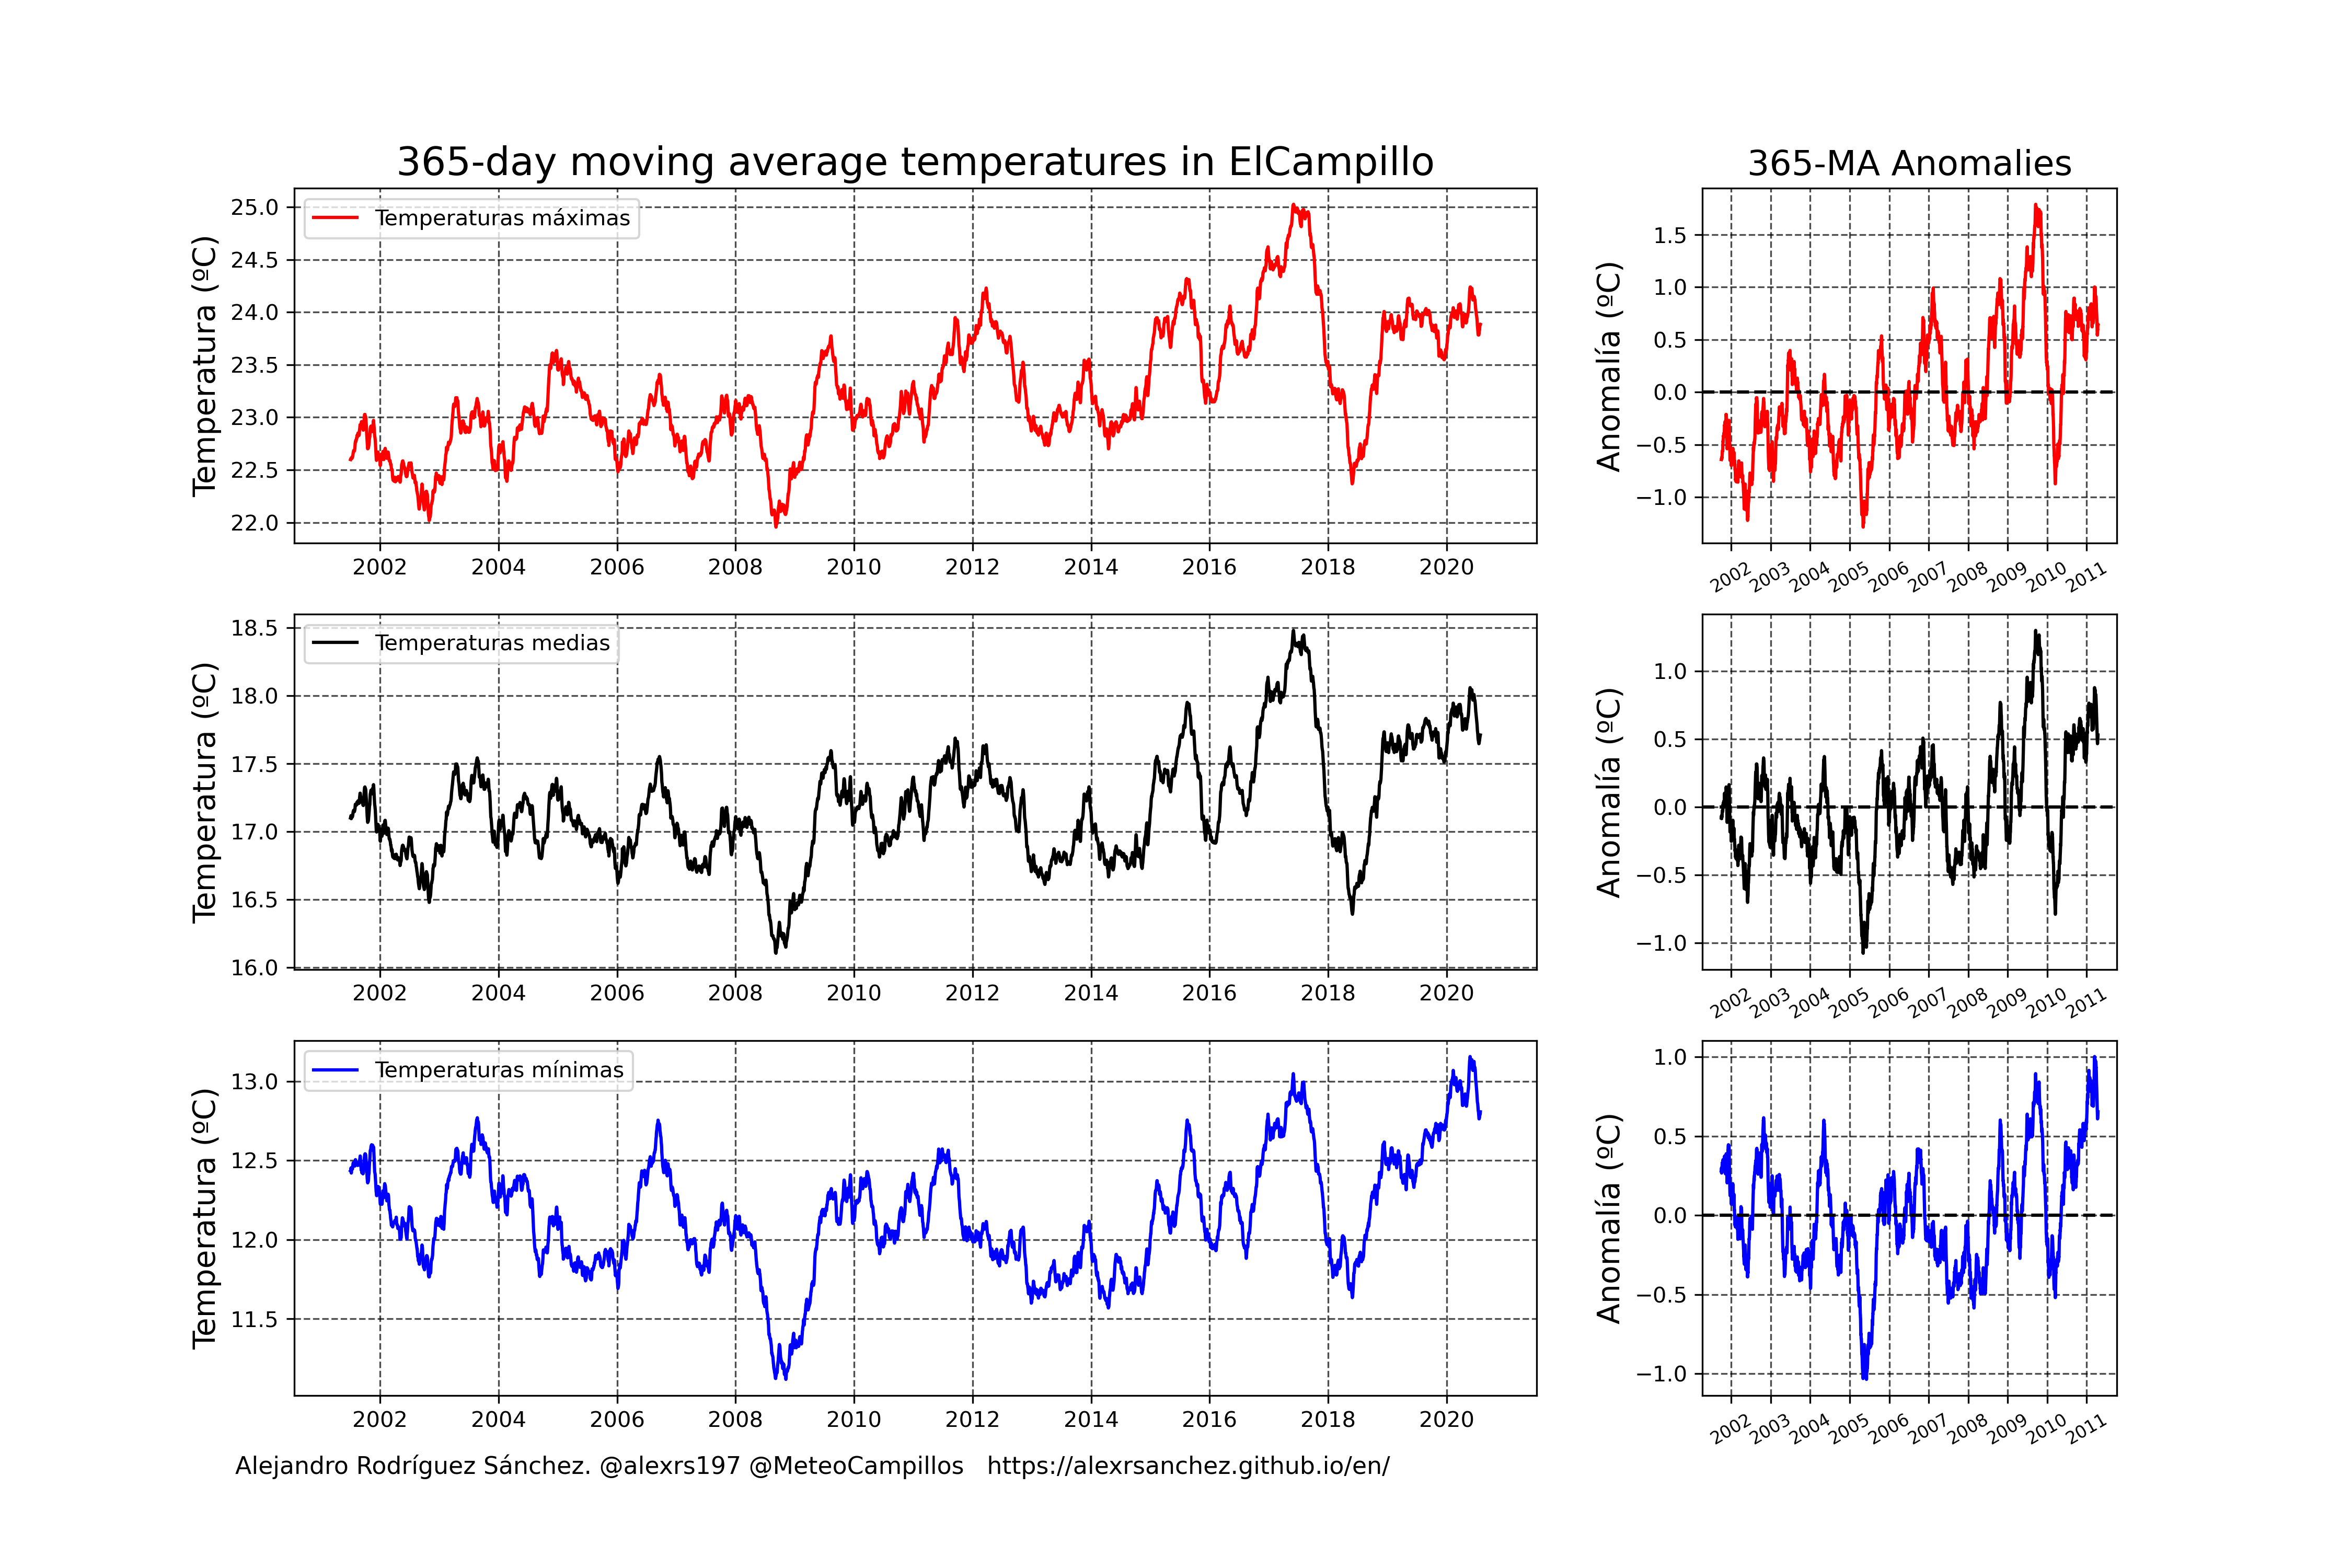 365-day moving average temperatures in ElCampillo
Temperatura (ºC)
25.0
24.5
24.0
23.5
23.0
22.5
22.0
Temperaturas máximas
2002 2004 2006 2008 2010 2012 2014 2016 2018 2020
365-MA Anomalies
Anomalía (ºC)
1.5
1.0
0.5
0.0
−0.5
−1.0
2002 2003 2004 2005 2006 2007 2008 2009 2010 2011
Temperatura (ºC)
18.5
18.0
17.5
17.0
16.5
16.0
Temperaturas medias
2002 2004 2006 2008 2010 2012 2014 2016 2018 2020
Anomalía (ºC)
1.0
0.5
0.0
−0.5
−1.0
2002 2003 2004 2005 2006 2007 2008 2009 2010 2011
Temperatura (ºC)
13.0
12.5
12.0
11.5
Temperaturas mínimas
2002 2004 2006 2008 2010 2012 2014 2016 2018 2020
Anomalía (ºC)
1.0
0.5
0.0
−0.5
−1.0
2002 2003 2004 2005 2006 2007 2008 2009 2010 2011
Alejandro Rodríguez Sánchez. @alexrs197 @MeteoCampillos https://alexrsanchez.github.io/en/